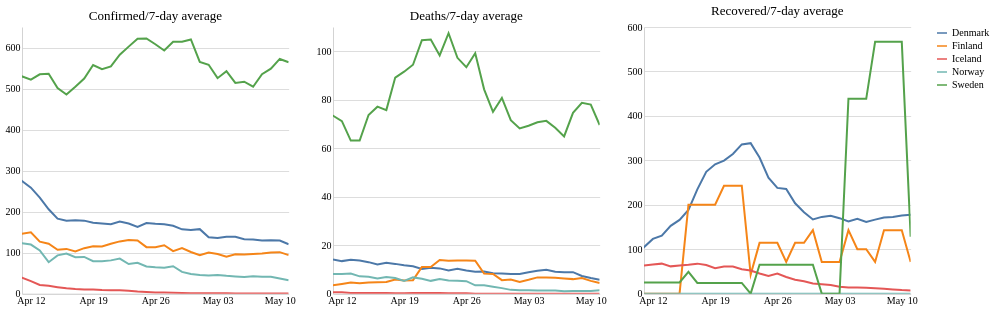 Confirmed/7-day average
600
500
400
300
200
100
0
Apr 12
Apr 19
Apr 26
May 03
May 10
Deaths/7-day average
100
80
60
40
20
0
Apr 12
Apr 19
Apr 26
May 03
May 10
Recovered/7-day average
600
500
400
300
200
100
0
Apr 12
Apr 19
Apr 26
May 03
May 10
Denmark
Finland
Iceland
Norway
Sweden